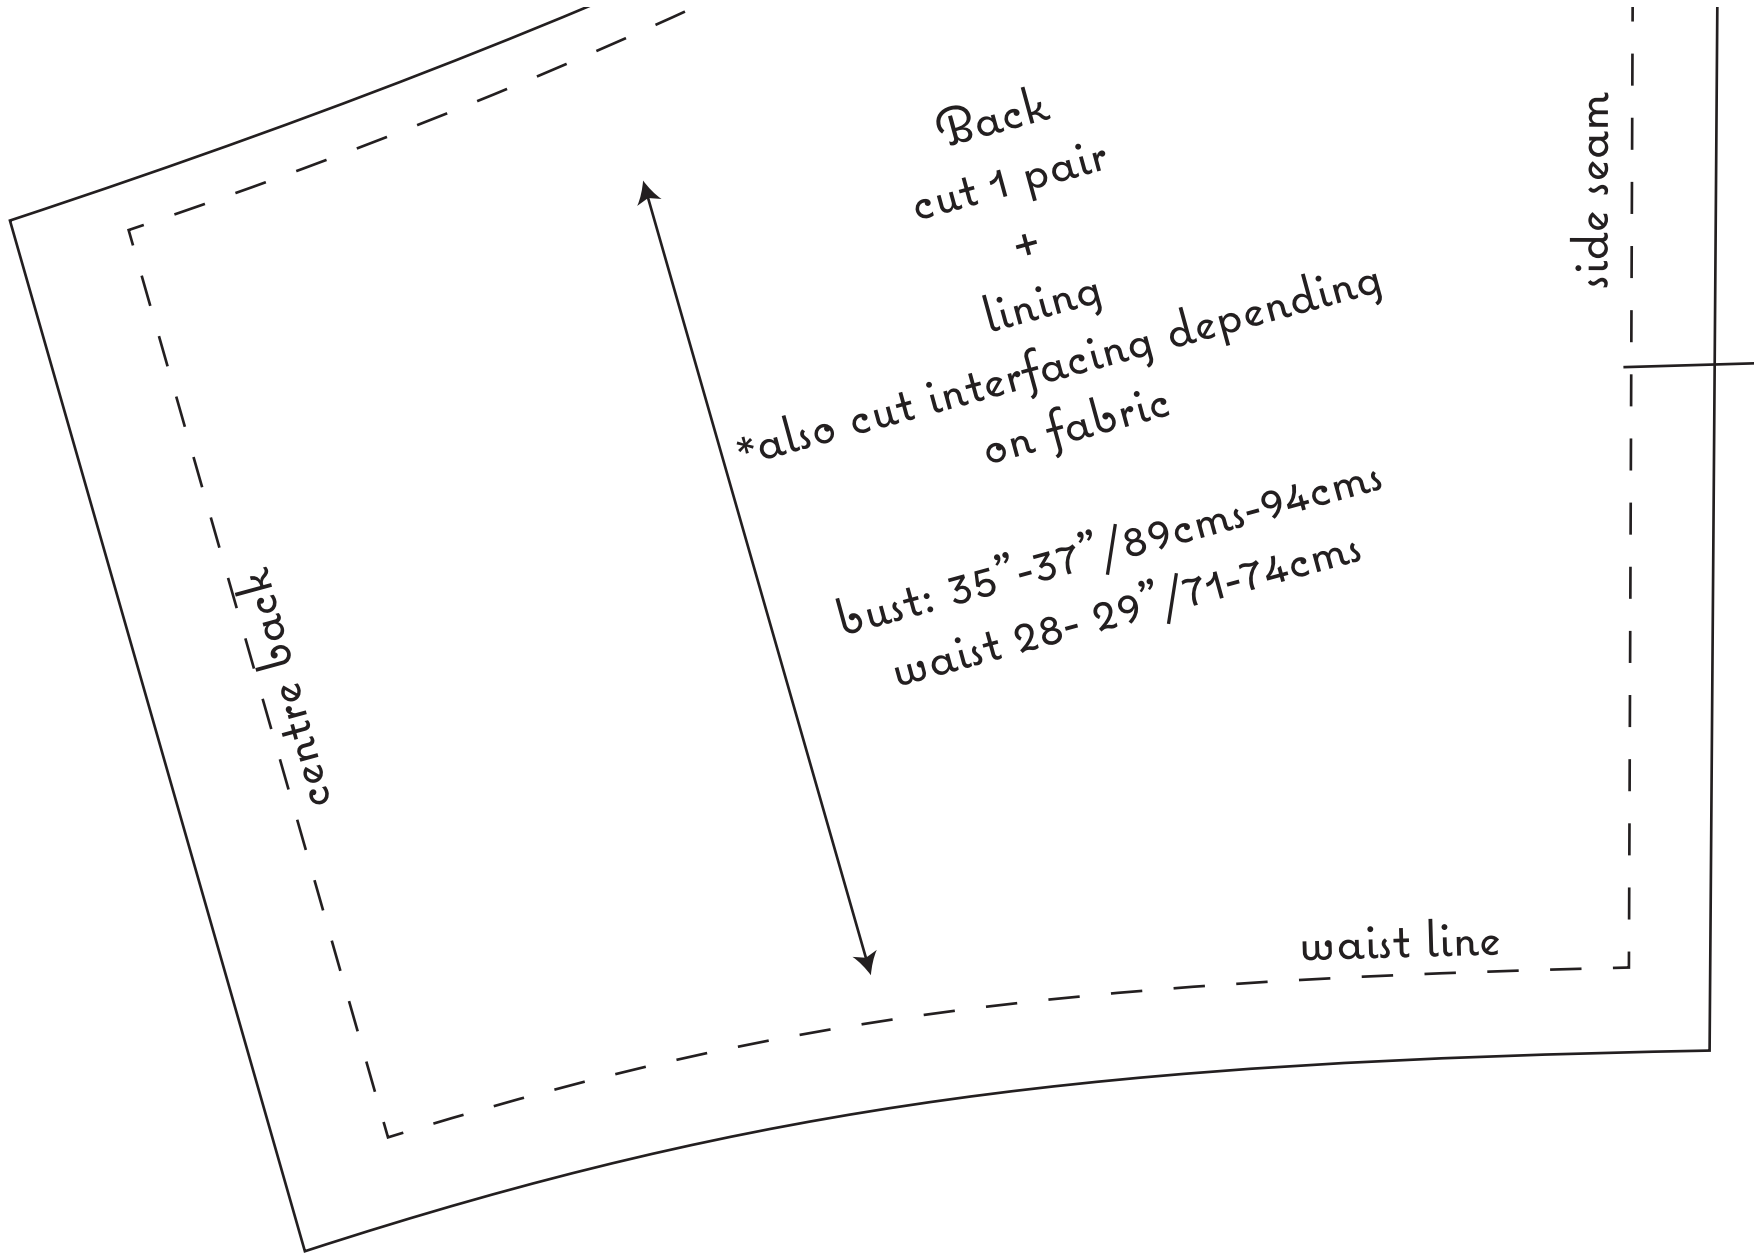 Back
cut 1 pair
+
lining
*also cut interfacing depending
on fabric
bust: 35”-37”/89cms-94cms
waist 28- 29”/71-74cms
side seam
centre back
waist line